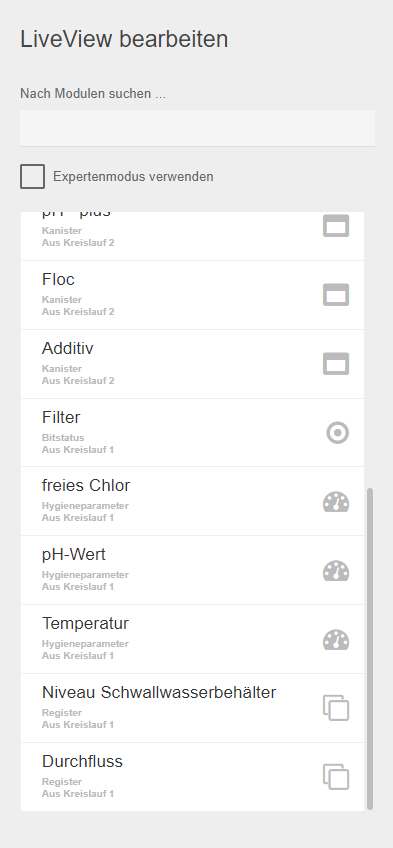 LiveView bearbeiten
Nach Modulen suchen ...
Expertenmodus verwenden
pH - plus
Kanister
Aus Kreislauf 2
Floc
Kanister
Aus Kreislauf 2
Additiv
Kanister
Aus Kreislauf 2
Filter
Bitstatus
Aus Kreislauf 1
freies Chlor
Hygieneparameter
Aus Kreislauf 1
pH-Wert
Hygieneparameter
Aus Kreislauf 1
Temperatur
Hygieneparameter
Aus Kreislauf 1
Niveau Schwallwasserbehälter
Register
Aus Kreislauf 1
Durchfluss
Register
Aus Kreislauf 1